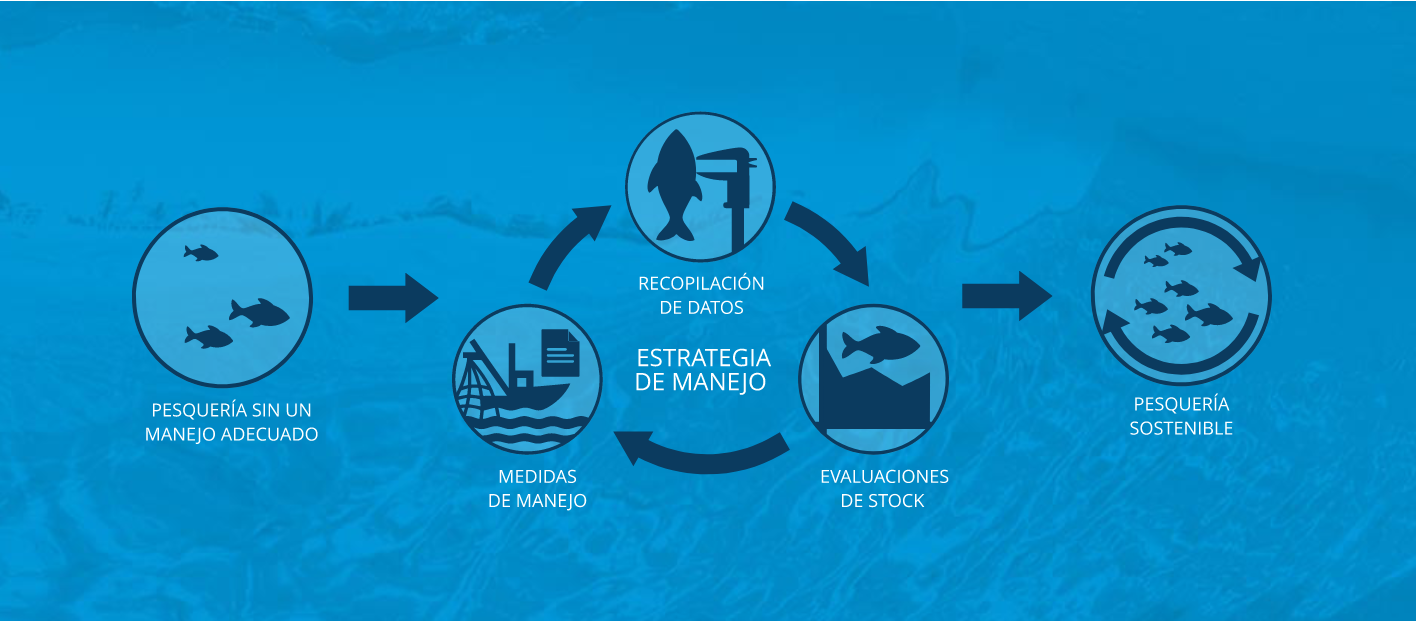 PESQUERÍA SIN UN
MANEJO ADECUADO
RECOPILACIÓN
DE DATOS
ESTRATEGIA
DE MANEJO
MEDIDAS
DE MANEJO
EVALUACIONES
DE STOCK
PESQUERÍA
SOSTENIBLE